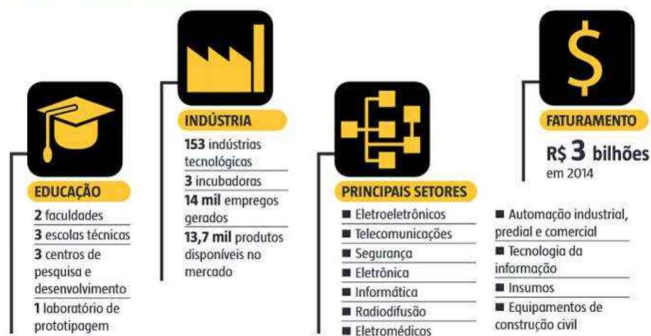 EDUCAÇÃO
2 faculdades
3 escolas técnicas
3 centros de
pesquisa e
desenvolvimento
1 laboratório de
prototipagem
INDÚSTRIA
153 indústrias
tecnológicas
3 incubadoras
14 mil empregos
gerados
13,7 mil produtos
disponíveis no
mercado
PRINCIPAIS SETORES
Eletroeletrônicos
Telecomunicações
Segurança
Eletrônica
Informática
Radiodifusão
Eletromédicos
Automação industrial,
predial e comercial
Tecnologia da
informação
Insumos
Equipamentos de
construção civil
$
FATURAMENTO
R$ 3 bilhões
em 2014